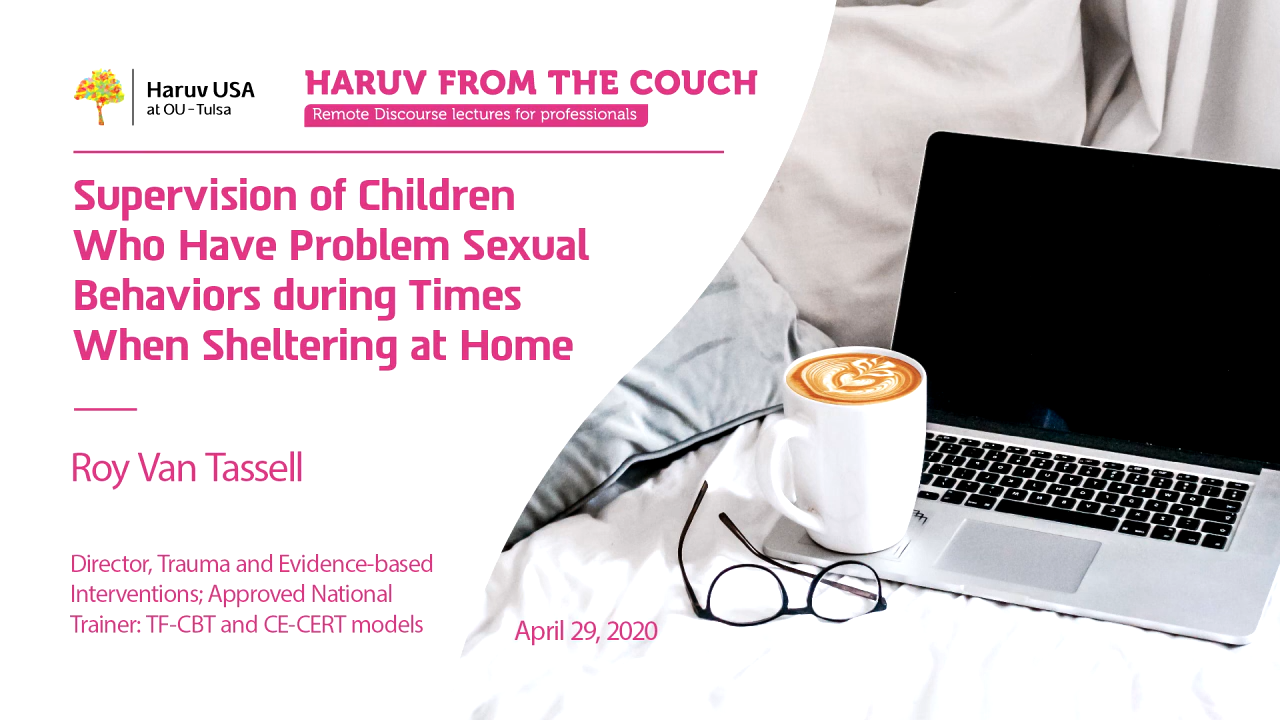 Haruv USA
at OU – Tulsa
HARUV FROM THE COUCH
Remote Discourse lectures for professionals
Supervision of Children
Who Have Problem Sexual
Behaviors during Times
When Sheltering at Home
Roy Van Tassell
Director, Trauma and Evidence-based
Interventions; Approved National
Trainer: TF-CBT and CE-CERT models
April 29, 2020